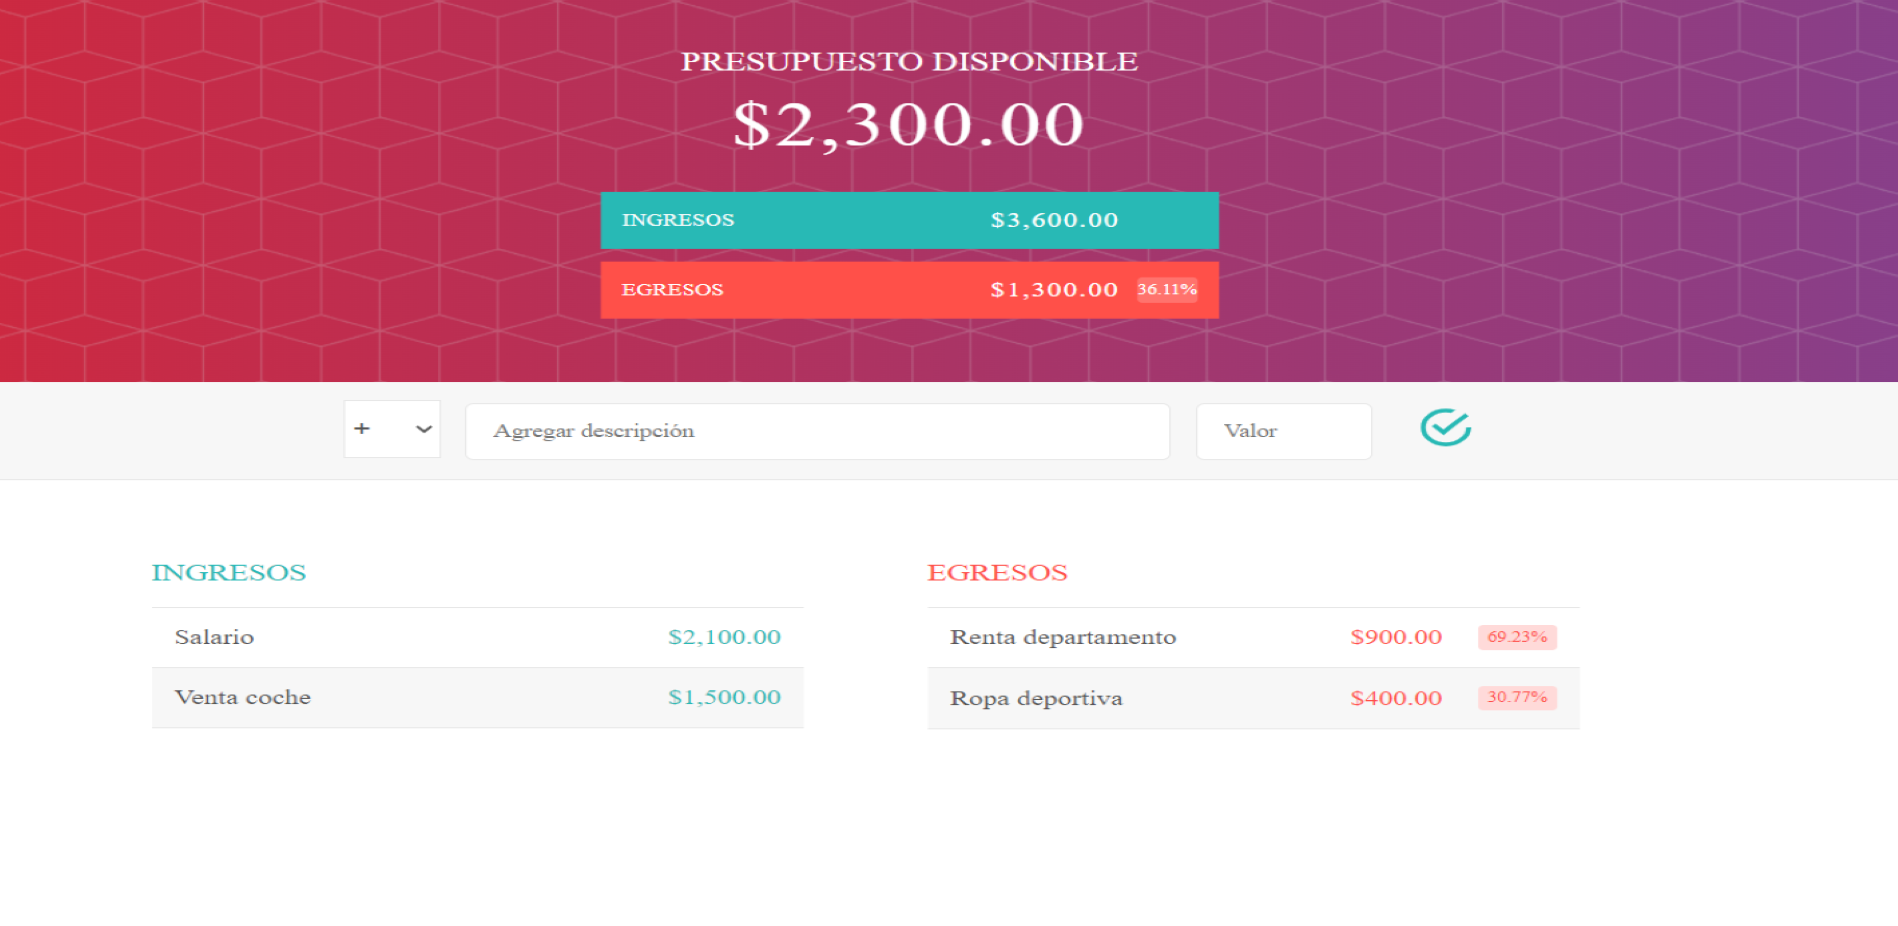 PRESUPUESTO DISPONIBLE
$2,300.00
INGRESOS $3,600.00
EGRESOS $1,300.00 36.11%
+ Agregar descripción Valor
INGRESOS
Salario $2,100.00
Venta coche $1,500.00
EGRESOS
Renta departamento $900.00 69.23%
Ropa deportiva $400.00 30.77%